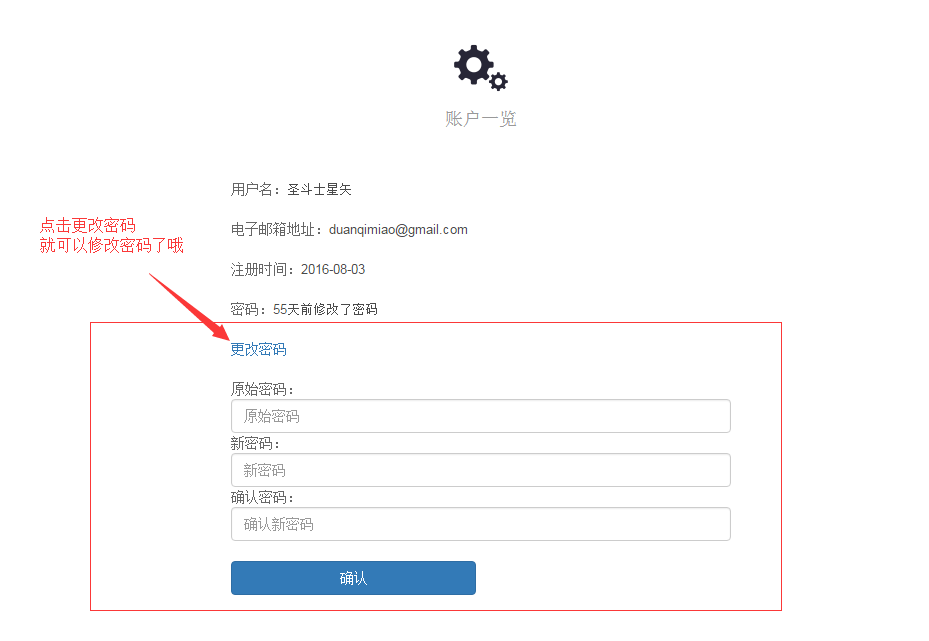 账户一览
用户名：圣斗士星矢
点击更改密码
就可以修改密码了哦
电子邮箱地址：duanqimiao@gmail.com
注册时间：2016-08-03
密码：55天前修改了密码
更改密码
原始密码：
原始密码
新密码：
新密码
确认密码：
确认新密码
确认